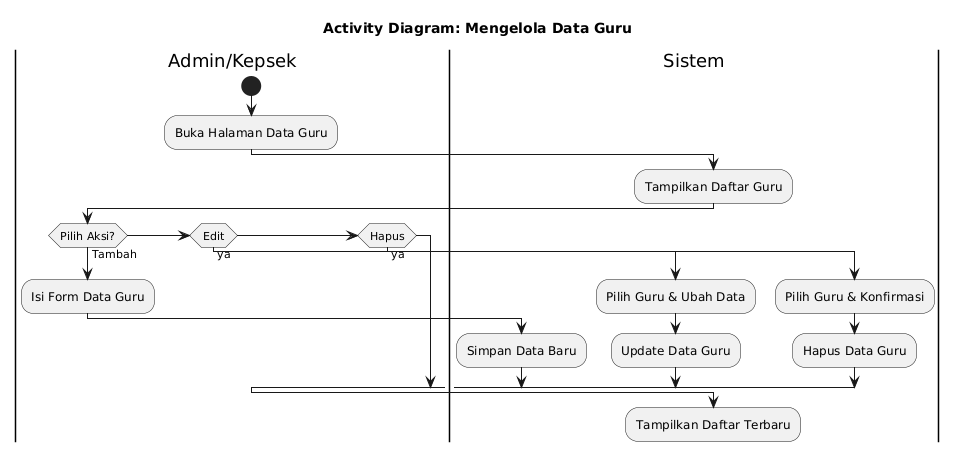 Activity Diagram: Mengelola Data Guru
Admin/Kepsek
Sistem
Buka Halaman Data Guru
Tampilkan Daftar Guru
Pilih Aksi?
Edit
Hapus
Tambah
ya
ya
Isi Form Data Guru
Pilih Guru & Ubah Data
Pilih Guru & Konfirmasi
Simpan Data Baru
Update Data Guru
Hapus Data Guru
Tampilkan Daftar Terbaru